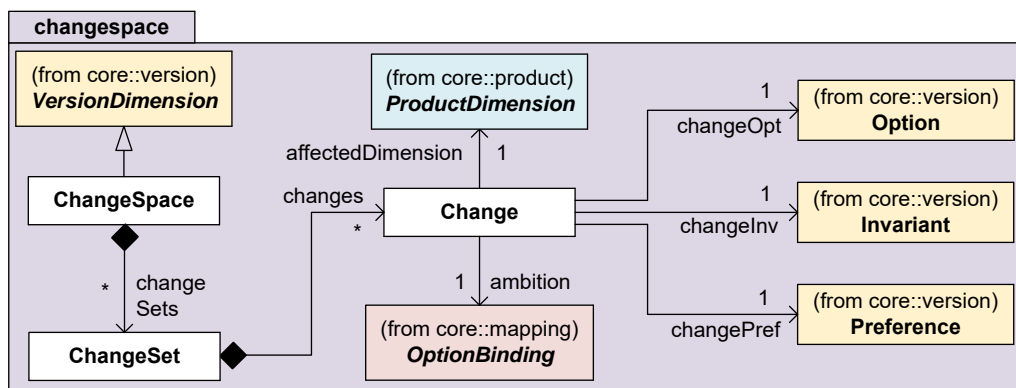 changespace
(from core::version)
VersionDimension
(from core::product)
ProductDimension
(from core::version)
Option
1
changeOpt
affectedDimension
1
ChangeSpace
changes
*
Change
1
changeInv
(from core::version)
Invariant
*
change
Sets
1
ambition
1
changePref
(from core::version)
Preference
ChangeSet
(from core::mapping)
OptionBinding